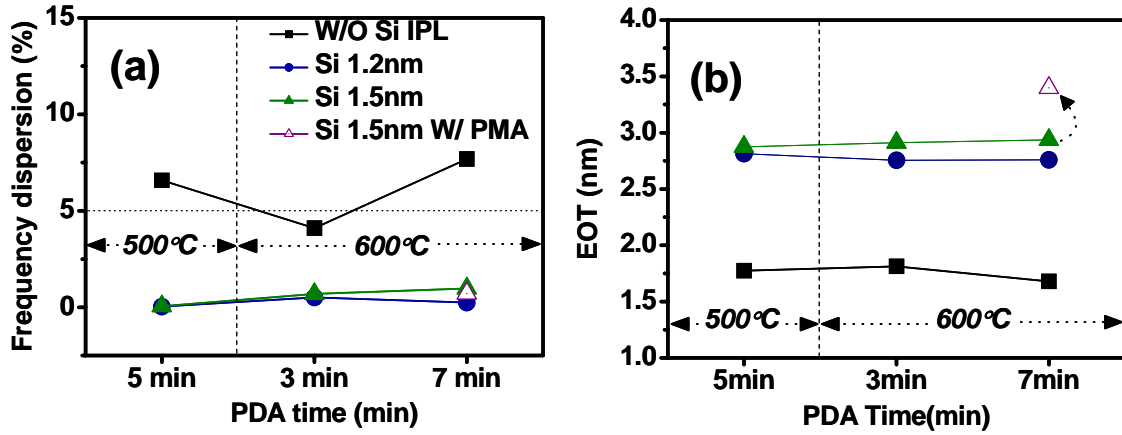 Frequency dispersion (%)
15
10
5
0
(a)
W/O Si IPL
Si 1.2nm
Si 1.5nm
Si 1.5nm W/ PMA
500°C
600°C
5 min
3 min
7 min
PDA time (min)
EOT (nm)
4.0
3.5
3.0
2.5
2.0
1.5
1.0
(b)
500°C
600°C
5min
3min
7min
PDA Time(min)